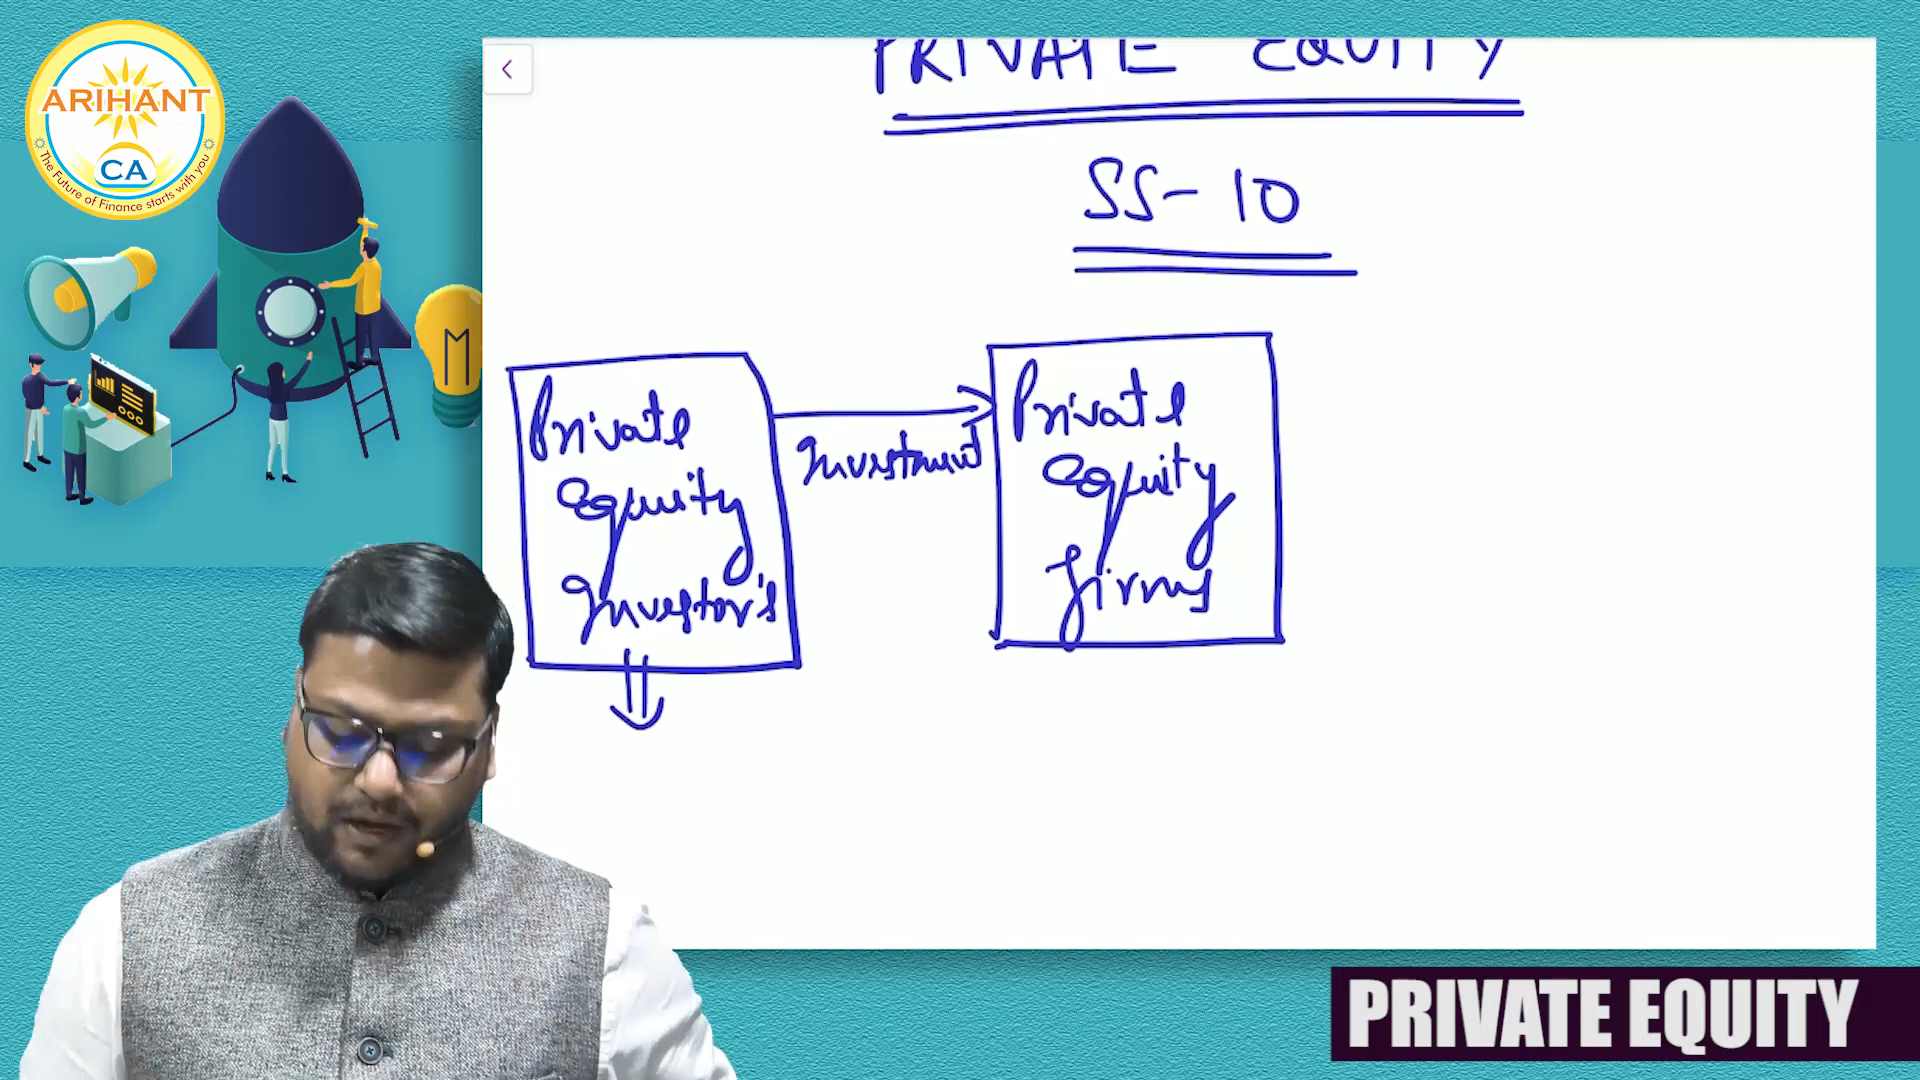 PRIVATE EQUITY
SS-10
Private
Equity
Investor's
Investment
Private
Equity
firms
ARIHANT
CA
The Future of Finance starts with you
PRIVATE EQUITY